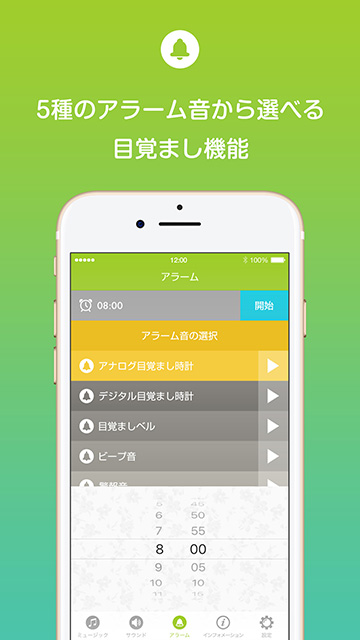 5種のアラーム音から選べる
目覚まし機能
12:00
100%
アラーム
08:00
開始
アラーム音の選択
アナログ目覚まし時計
デジタル目覚まし時計
目覚ましベル
ビープ音
警報音
5 45
6 50
7 55
8 00
9 05
10 10
11 15
ミュージック サウンド アラーム インフォメーション 設定